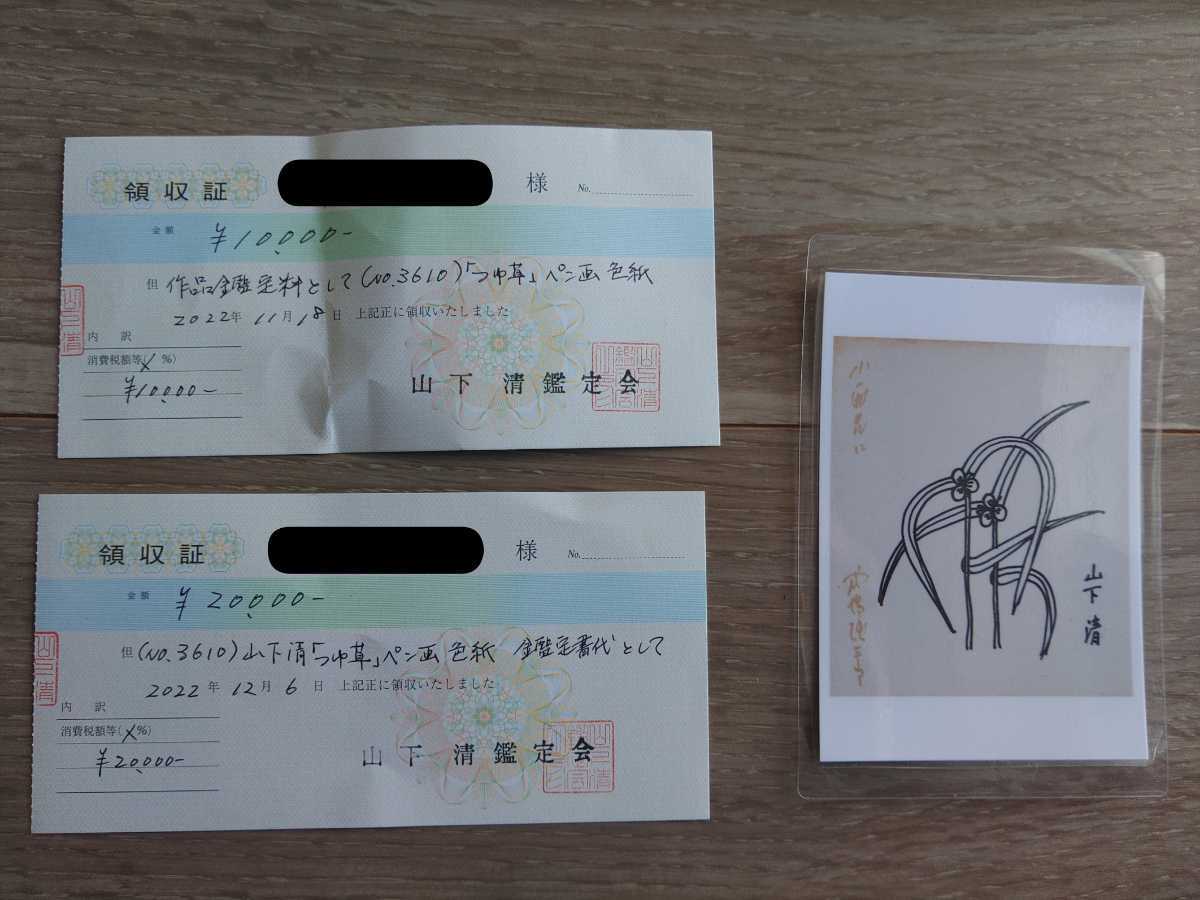 領収証 様 No.
金額 ¥10,000-
但 作品鑑定料として(NO.3610)「つゆ草」ペン画色紙
2022年 11月 18日 上記正に領収いたしました
内 訳
消費税額等( %)
¥10,000-
山下 清鑑定会
領収証 様 No.
金額 ¥20,000-
但 (NO.3610)山下清「つゆ草」ペン画色紙 鑑定書代として
2022年 12月 6日 上記正に領収いたしました
内 訳
消費税額等( %)
¥20,000-
山下 清鑑定会
山下 清